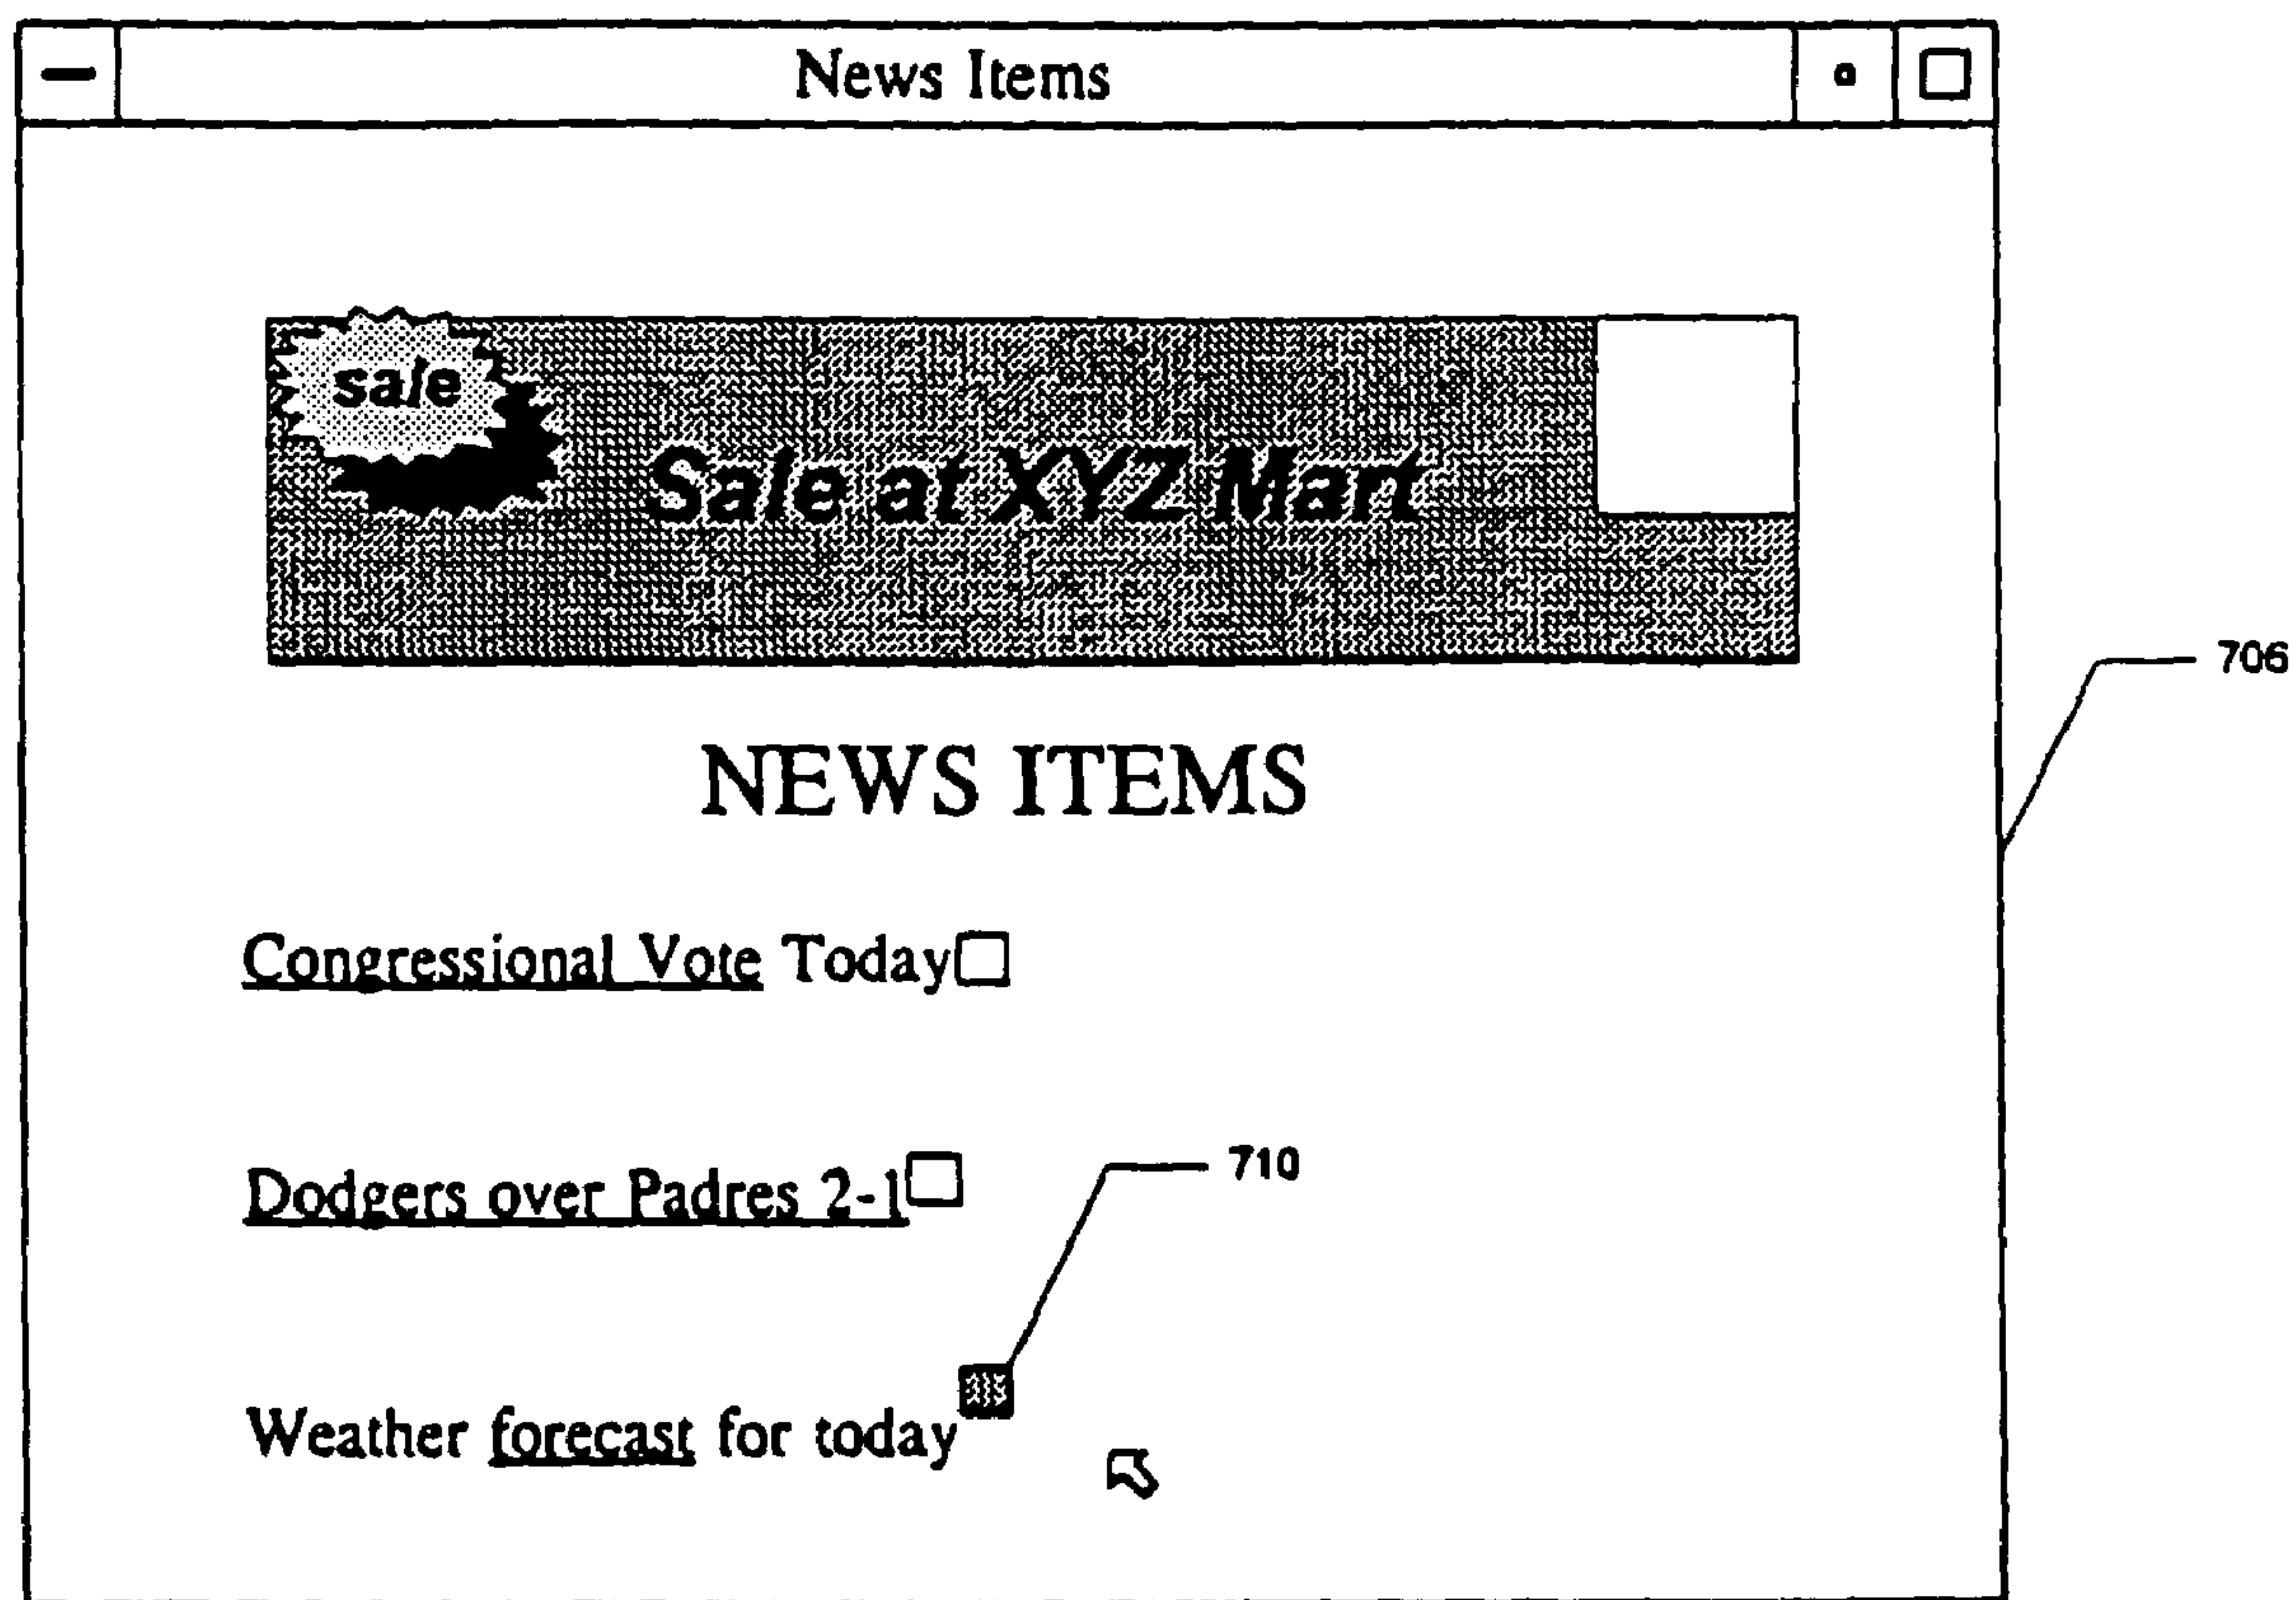 News Items
sale
Sale at XYZ Mart
706
NEWS ITEMS
Congressional Vote Today
710
Dodgers over Padres 2-1
Weather forecast for today